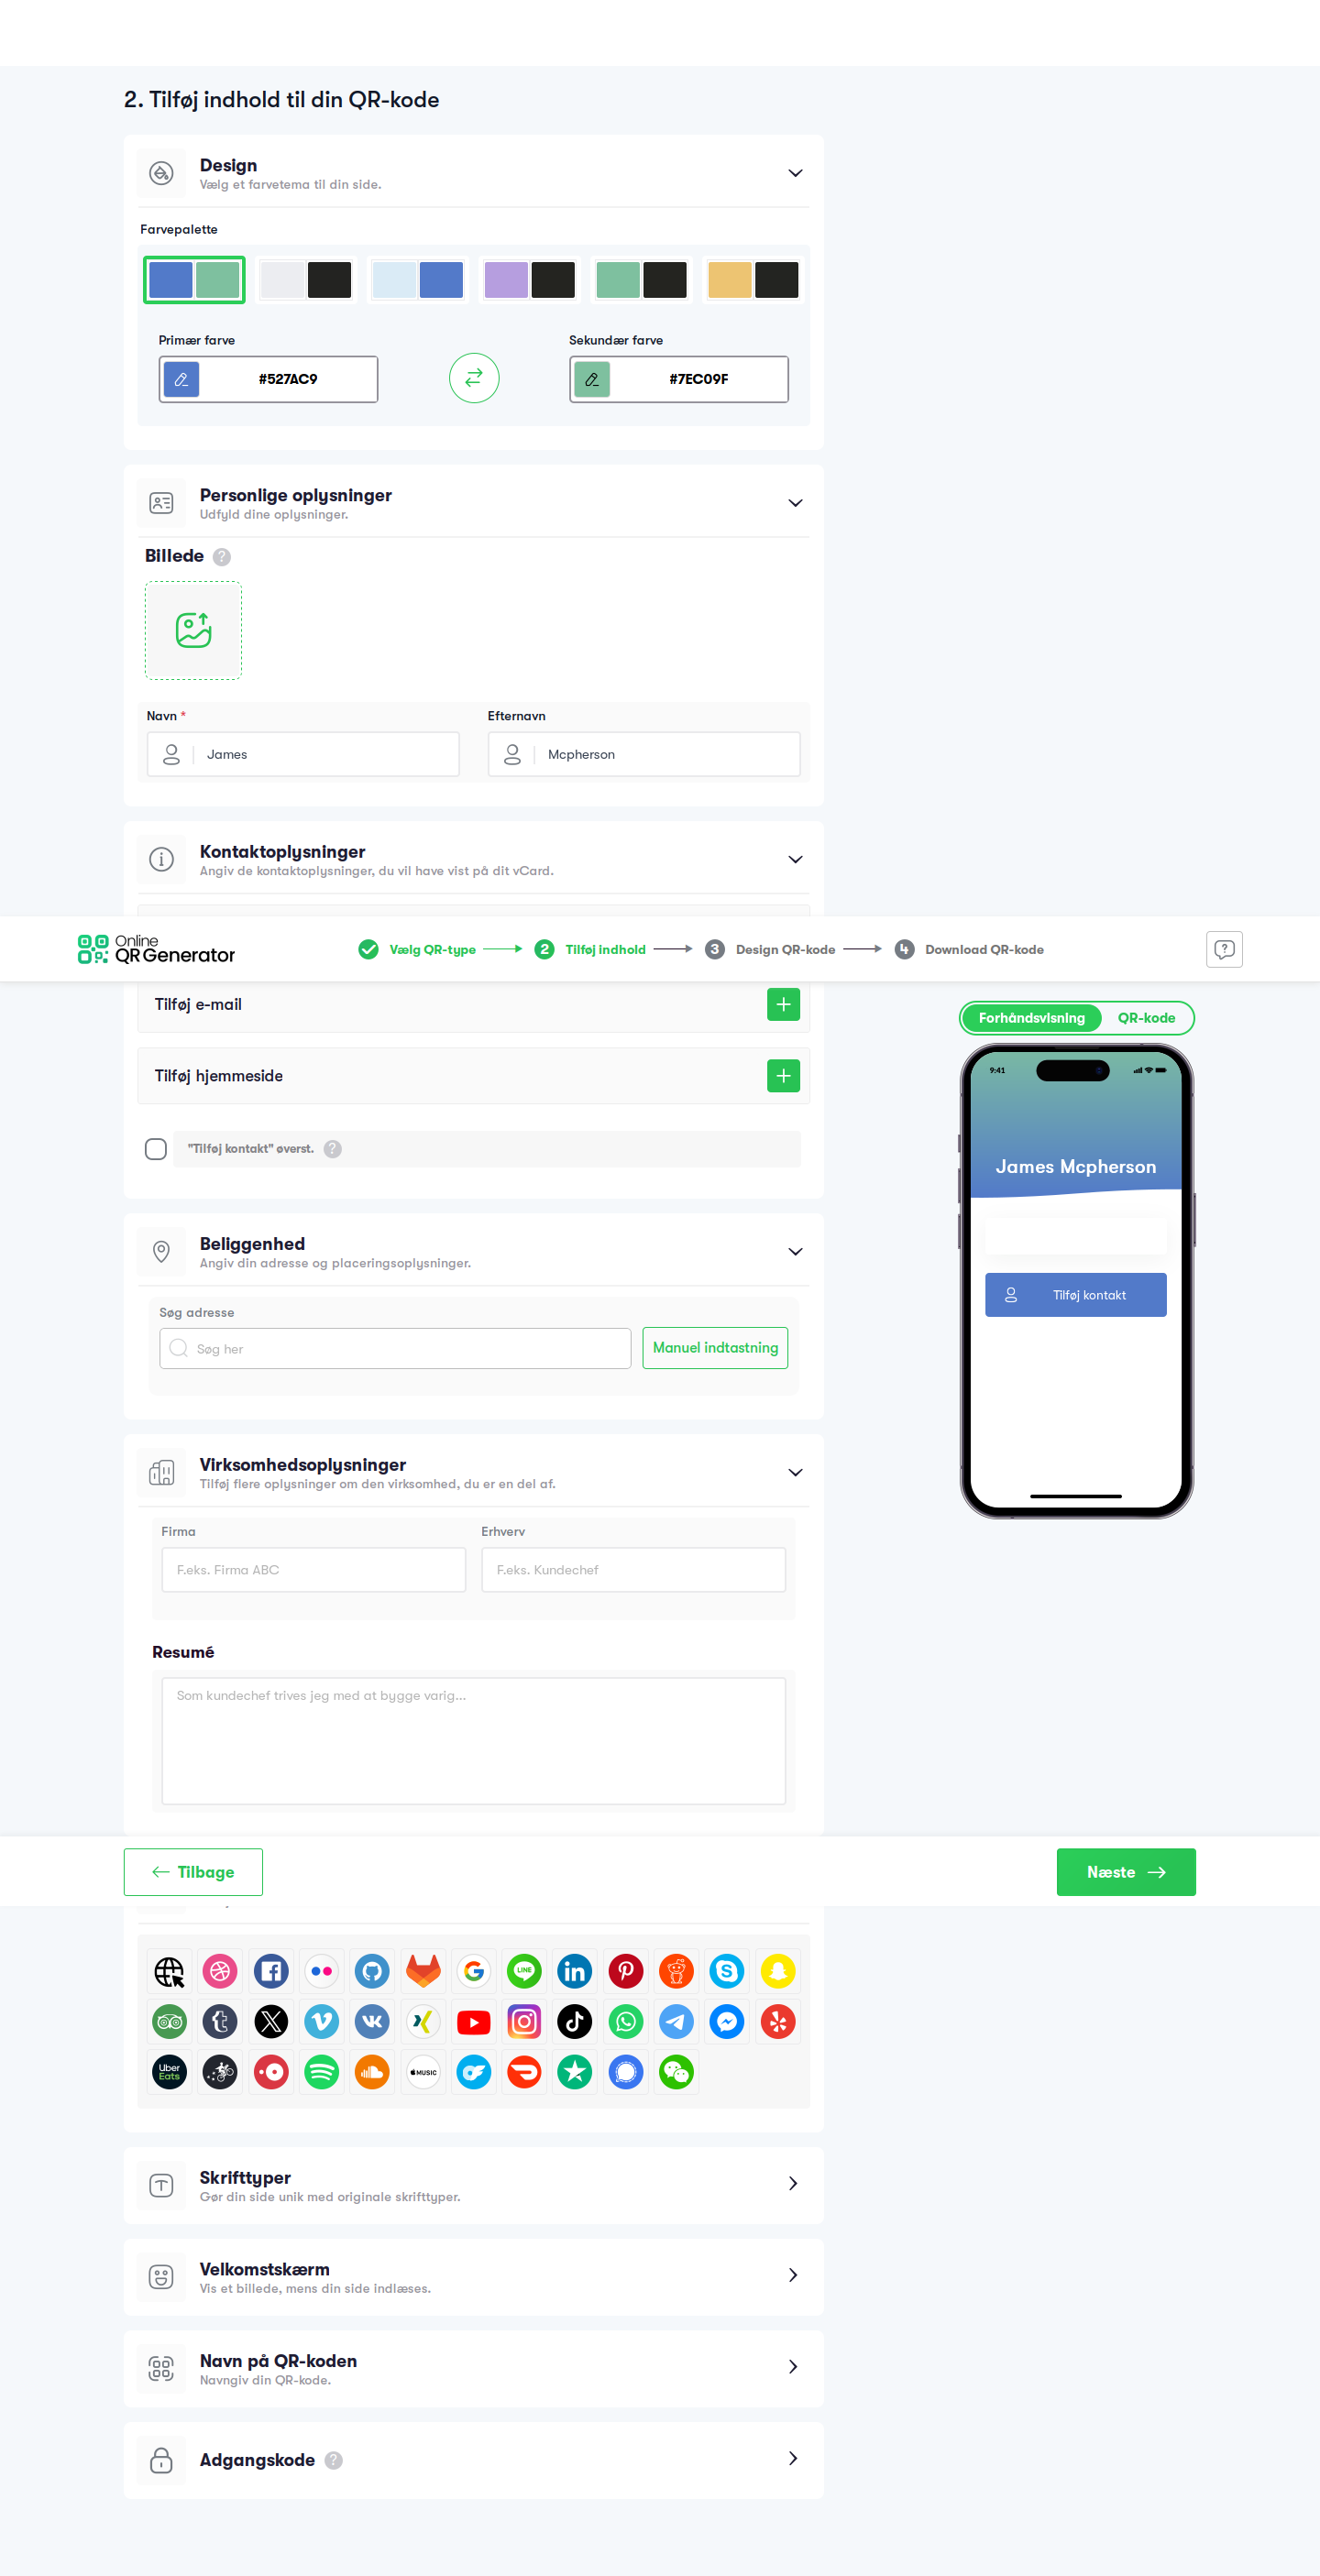 2. Tilføj indhold til din QR-kode
Design
Vælg et farvetema til din side.
Farvepalette
Primær farve
Sekundær farve
#527AC9
#7EC09F
Personlige oplysninger
Udfyld dine oplysninger.
Billede ?
Navn *
Efternavn
James
Mcpherson
Kontaktoplysninger
Angiv de kontaktoplysninger, du vil have vist på dit vCard.
Online
QR Generator
Vælg QR-type
2 Tilføj indhold
3 Design QR-kode
4 Download QR-kode
Tilføj e-mail
Forhåndsvisning
QR-kode
9:41
Tilføj hjemmeside
"Tilføj kontakt" øverst. ?
James Mcpherson
Tilføj kontakt
Beliggenhed
Angiv din adresse og placeringsoplysninger.
Søg adresse
Søg her
Manuel indtastning
Virksomhedsoplysninger
Tilføj flere oplysninger om den virksomhed, du er en del af.
Firma
Erhverv
F.eks. Firma ABC
F.eks. Kundechef
Resumé
Som kundechef trives jeg med at bygge varig...
Tilbage
Næste
LINE
Uber
Eats
MUSIC
Skrifttyper
Gør din side unik med originale skrifttyper.
Velkomstskærm
Vis et billede, mens din side indlæses.
Navn på QR-koden
Navngiv din QR-kode.
Adgangskode ?